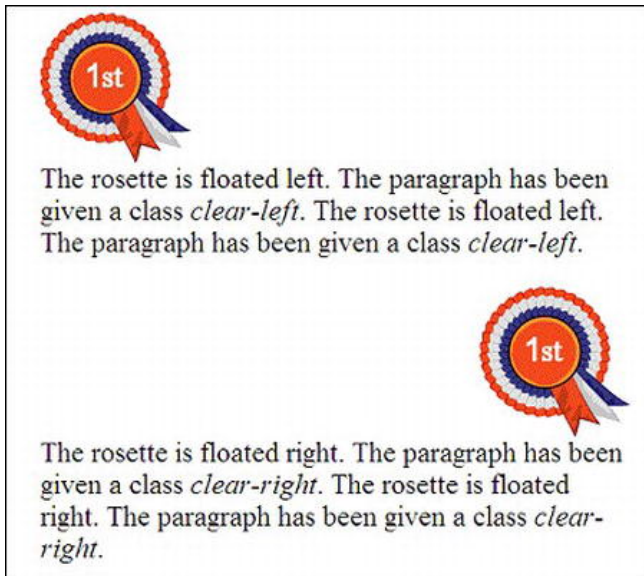 1st
The rosette is floated left. The paragraph has been
given a class clear-left. The rosette is floated left.
The paragraph has been given a class clear-left.
1st
The rosette is floated right. The paragraph has been
given a class clear-right. The rosette is floated
right. The paragraph has been given a class clear-
right.